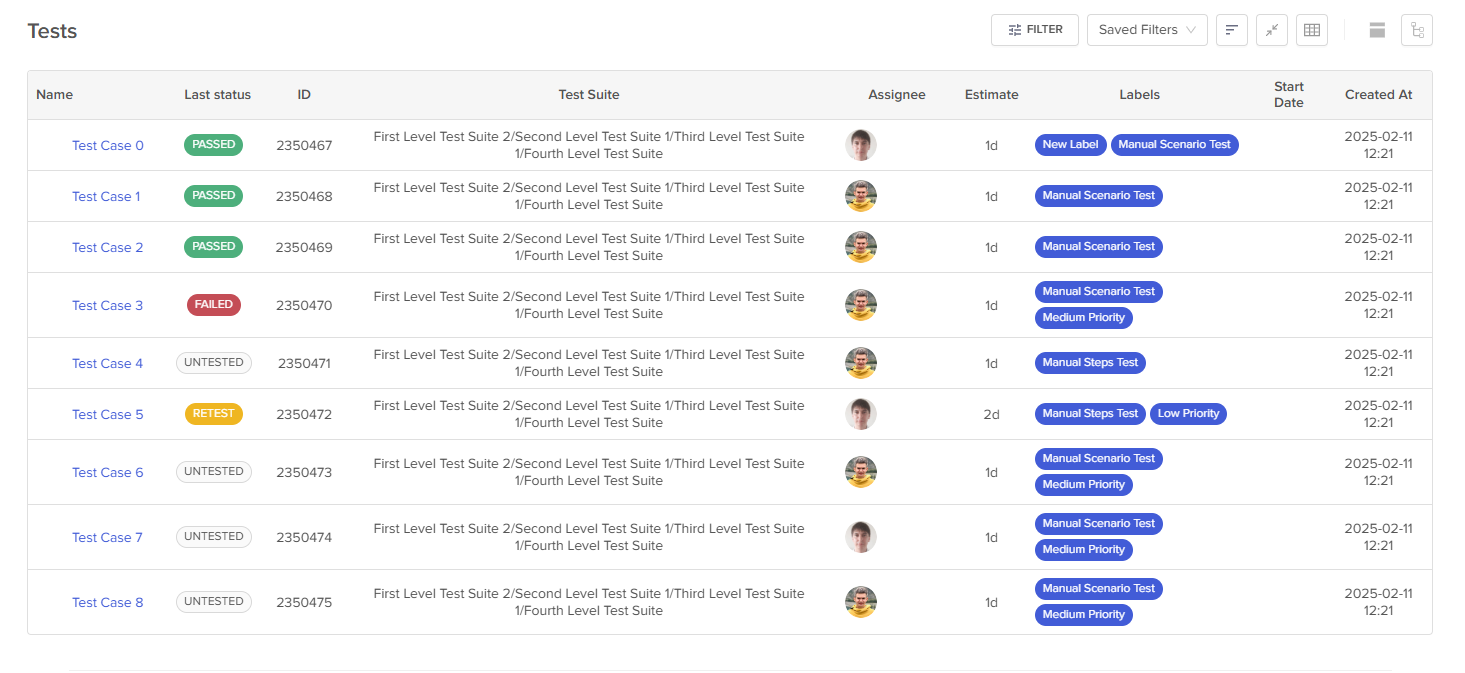 Tests
FILTER
Saved Filters
Name Last status ID Test Suite Assignee Estimate Labels Start Date Created At
Test Case 0 PASSED 2350467 First Level Test Suite 2/Second Level Test Suite 1/Third Level Test Suite 1/Fourth Level Test Suite 1d New Label Manual Scenario Test 2025-02-11 12:21
Test Case 1 PASSED 2350468 First Level Test Suite 2/Second Level Test Suite 1/Third Level Test Suite 1/Fourth Level Test Suite 1d Manual Scenario Test 2025-02-11 12:21
Test Case 2 PASSED 2350469 First Level Test Suite 2/Second Level Test Suite 1/Third Level Test Suite 1/Fourth Level Test Suite 1d Manual Scenario Test 2025-02-11 12:21
Test Case 3 FAILED 2350470 First Level Test Suite 2/Second Level Test Suite 1/Third Level Test Suite 1/Fourth Level Test Suite 1d Manual Scenario Test Medium Priority 2025-02-11 12:21
Test Case 4 UNTESTED 2350471 First Level Test Suite 2/Second Level Test Suite 1/Third Level Test Suite 1/Fourth Level Test Suite 1d Manual Steps Test 2025-02-11 12:21
Test Case 5 RETEST 2350472 First Level Test Suite 2/Second Level Test Suite 1/Third Level Test Suite 1/Fourth Level Test Suite 2d Manual Steps Test Low Priority 2025-02-11 12:21
Test Case 6 UNTESTED 2350473 First Level Test Suite 2/Second Level Test Suite 1/Third Level Test Suite 1/Fourth Level Test Suite 1d Manual Scenario Test Medium Priority 2025-02-11 12:21
Test Case 7 UNTESTED 2350474 First Level Test Suite 2/Second Level Test Suite 1/Third Level Test Suite 1/Fourth Level Test Suite 1d Manual Scenario Test Medium Priority 2025-02-11 12:21
Test Case 8 UNTESTED 2350475 First Level Test Suite 2/Second Level Test Suite 1/Third Level Test Suite 1/Fourth Level Test Suite 1d Manual Scenario Test Medium Priority 2025-02-11 12:21